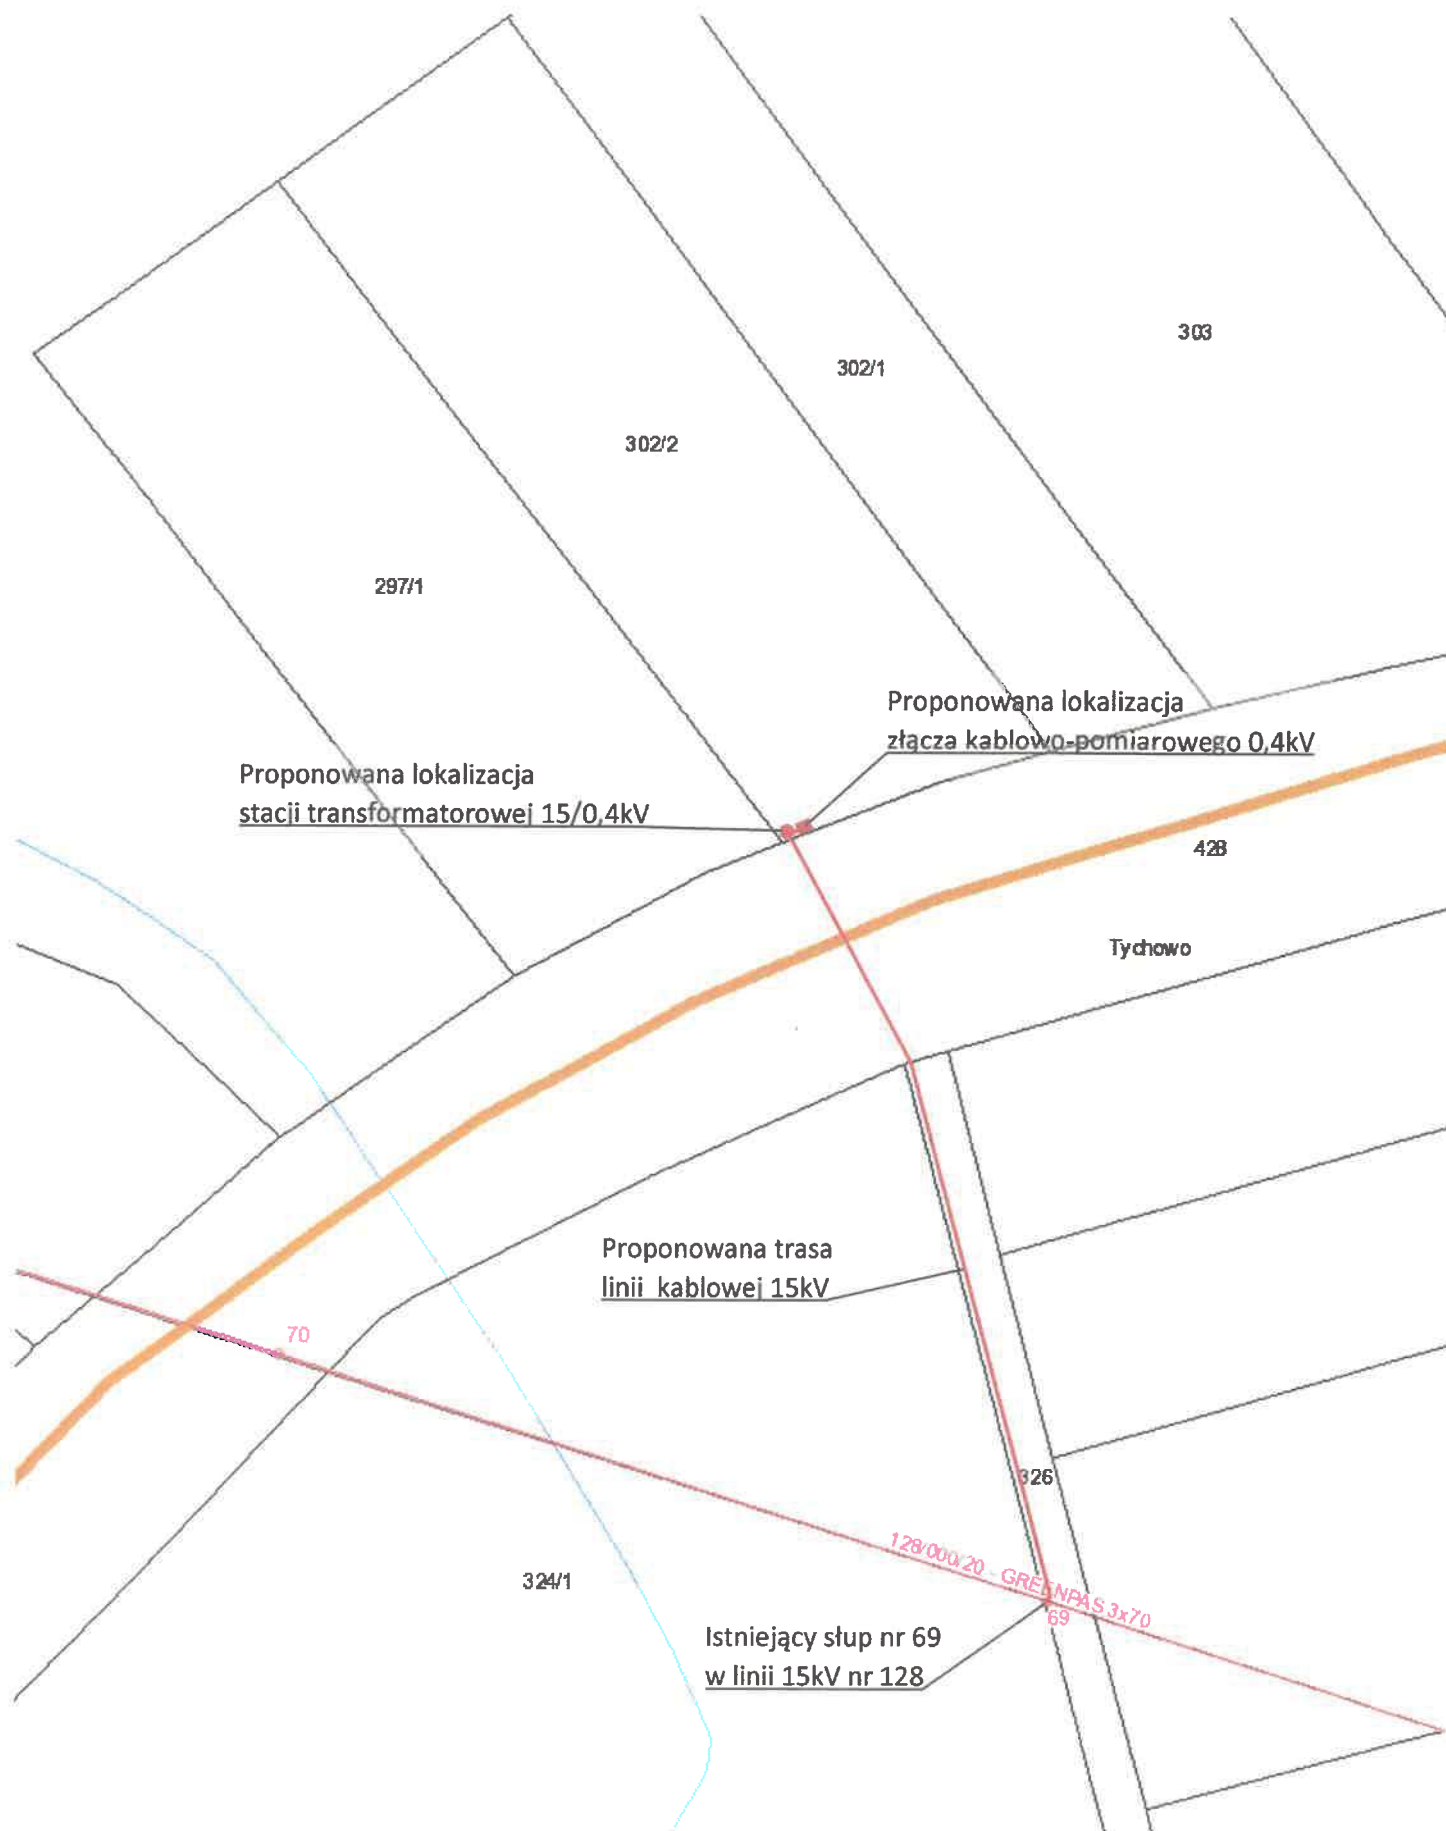 303
302/1
302/2
297/1
Proponowana lokalizacja
złącza kablowo-pomiarowego 0,4kV
Proponowana lokalizacja
stacji transformatorowej 15/0,4kV
428
Tychowo
Proponowana trasa
linii kablowej 15kV
70
326
128/000/20 - GREENPAS 3x70
69
324/1
Istniejący słup nr 69
w linii 15kV nr 128